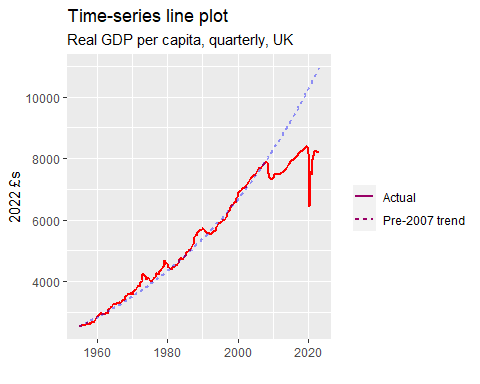 Time-series line plot
Real GDP per capita, quarterly, UK
2022 £s
10000
8000
6000
4000
1960
1980
2000
2020
Actual
Pre-2007 trend